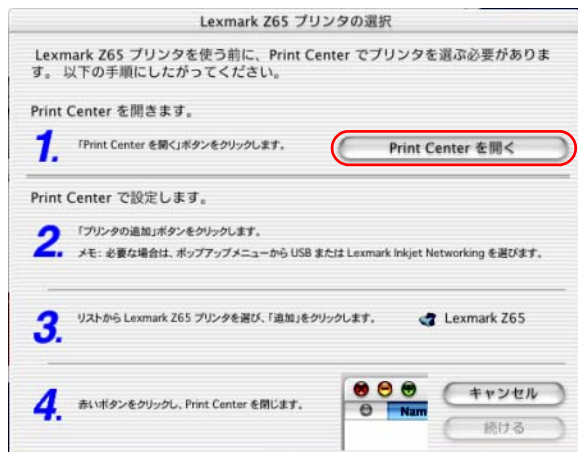 Lexmark Z65 プリンタの選択
Lexmark Z65 プリンタを使う前に、Print Center でプリンタを選ぶ必要がありま
す。 以下の手順にしたがってください。
Print Center を開きます。
1. 「Print Center を開く」ボタンをクリックします。 Print Center を開く
Print Center で設定します。
2. 「プリンタの追加」ボタンをクリックします。
メモ: 必要な場合は、ポップアップメニューから USB または Lexmark Inkjet Networking を選びます。
3. リストから Lexmark Z65 プリンタを選び、「追加」をクリックします。 Lexmark Z65
4. 赤いボタンをクリックし、Print Center を閉じます。
Nam
キャンセル
続ける